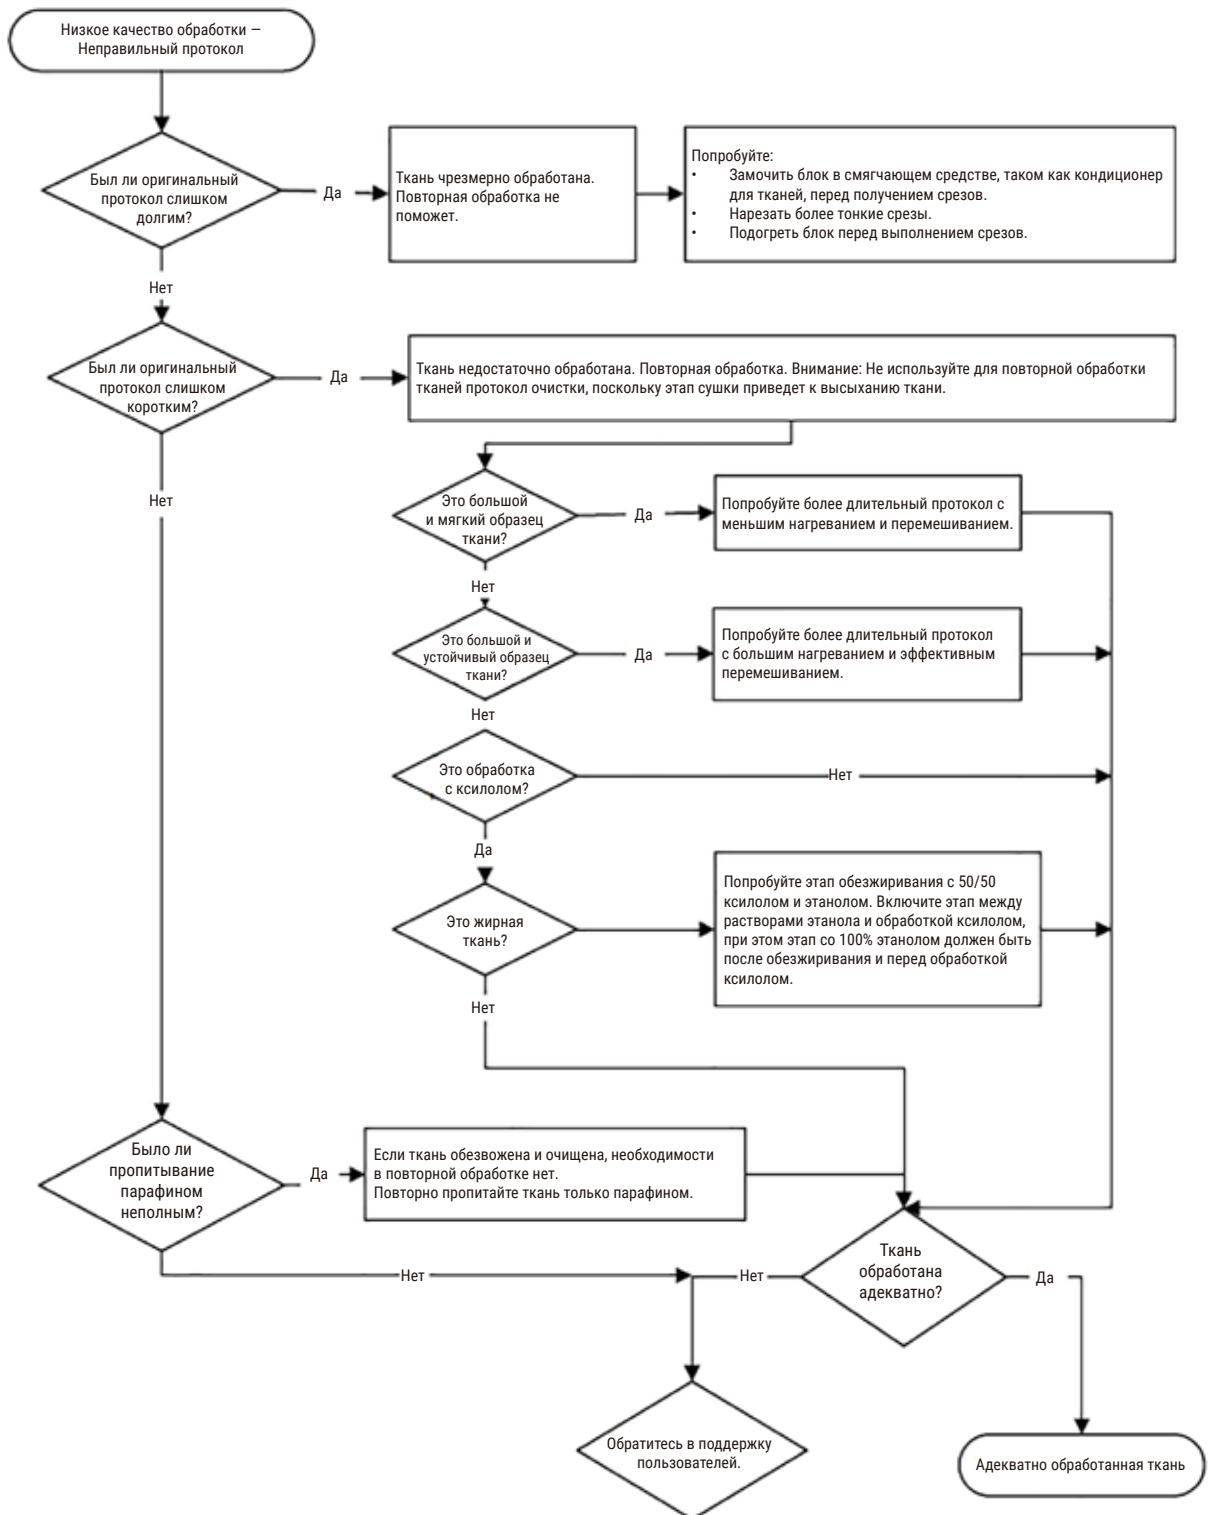 Низкое качество обработки —
Неправильный протокол
Был ли оригинальный
протокол слишком
долгим?
Да
Ткань чрезмерно обработана.
Повторная обработка не
поможет.
Попробуйте:
• Замочить блок в смягчающем средстве, таком как кондиционер
для тканей, перед получением срезов.
• Нарезать более тонкие срезы.
• Подогреть блок перед выполнением срезов.
Нет
Был ли оригинальный
протокол слишком
коротким?
Да
Ткань недостаточно обработана. Повторная обработка. Внимание: Не используйте для повторной обработки
тканей протокол очистки, поскольку этап сушки приведет к высыханию ткани.
Нет
Это большой
и мягкий образец
ткани?
Да
Попробуйте более длительный протокол с
меньшим нагреванием и перемешиванием.
Нет
Это большой и
устойчивый образец
ткани?
Да
Попробуйте более длительный протокол
с большим нагреванием и эффективным
перемешиванием.
Нет
Это обработка
с ксилолом?
Нет
Да
Это жирная
ткань?
Попробуйте этап обезжиривания с 50/50
ксилолом и этанолом. Включите этап между
растворами этанола и обработкой ксилолом,
при этом этап со 100% этанолом должен быть
после обезжиривания и перед обработкой
ксилолом.
Нет
Было ли
пропитывание
парафином
неполным?
Да
Если ткань обезвожена и очищена, необходимости
в повторной обработке нет.
Повторно пропитайте ткань только парафином.
Нет
Ткань
обработана
адекватно?
Нет
Да
Обратитесь в поддержку
пользователей.
Адекватно обработанная ткань